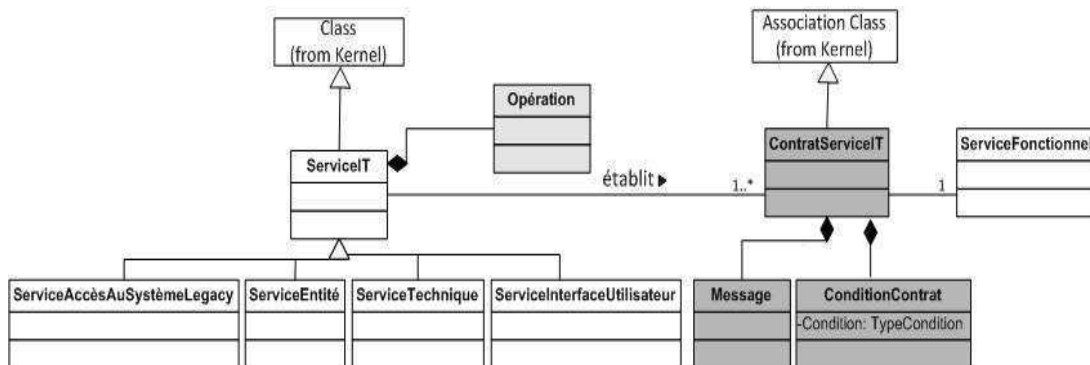 Class
(from Kernel)
Association Class
(from Kernel)
Opération
ContratServiceIT
ServiceFonctionnel
ServiceIT
établit
1..*
1
ServiceAccèsAuSystèmeLegacy
ServiceEntité
ServiceTechnique
ServiceInterfaceUtilisateur
Message
ConditionContrat
-Condition: TypeCondition